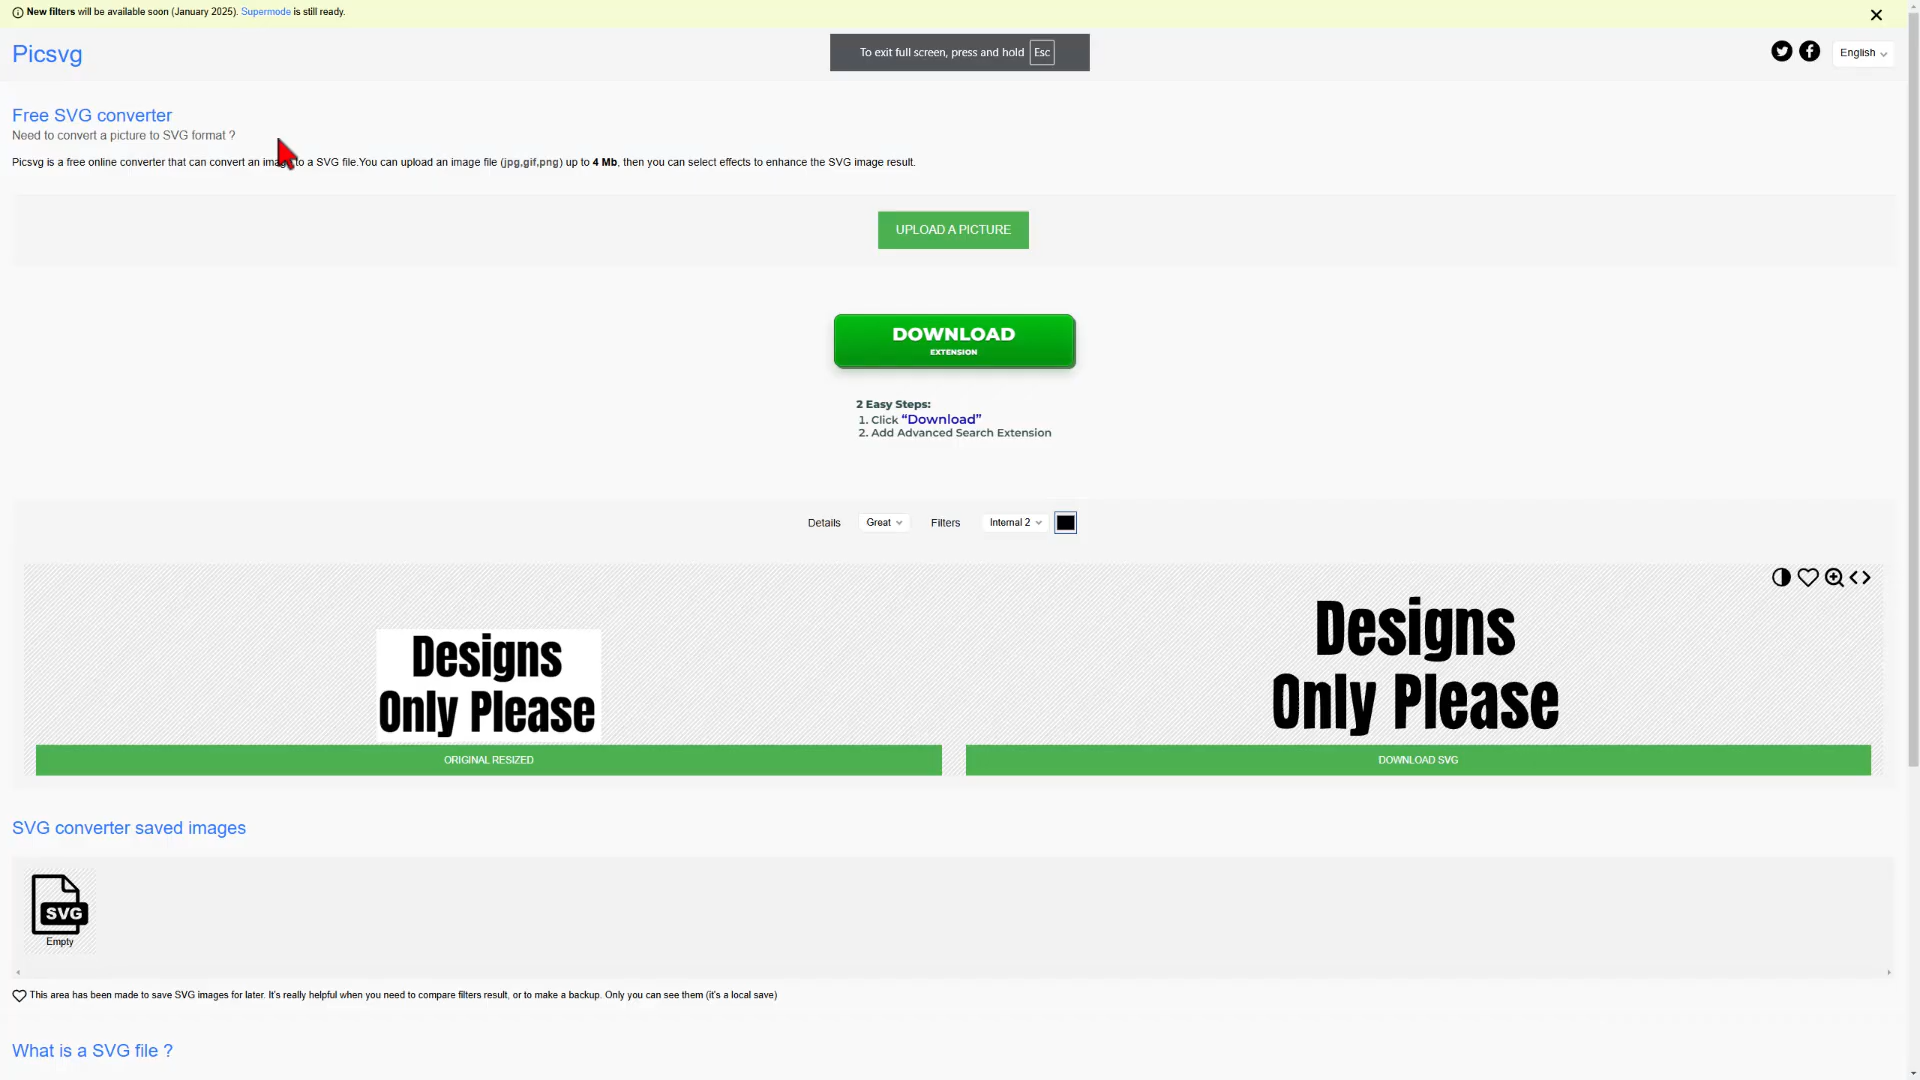 New filters will be available soon (January 2025). Supermode is still ready.
Picsvg
To exit full screen, press and hold Esc
English
Free SVG converter
Need to convert a picture to SVG format ?
Picsvg is a free online converter that can convert an image to a SVG file.You can upload an image file (jpg,gif,png) up to 4 Mb, then you can select effects to enhance the SVG image result.
UPLOAD A PICTURE
DOWNLOAD
EXTENSION
2 Easy Steps:
1. Click “Download”
2. Add Advanced Search Extension
Details Great Filters Internal 2
Designs
Only Please
ORIGINAL RESIZED
Designs
Only Please
DOWNLOAD SVG
SVG converter saved images
SVG
Empty
This area has been made to save SVG images for later. It's really helpful when you need to compare filters result, or to make a backup. Only you can see them (it's a local save)
What is a SVG file ?